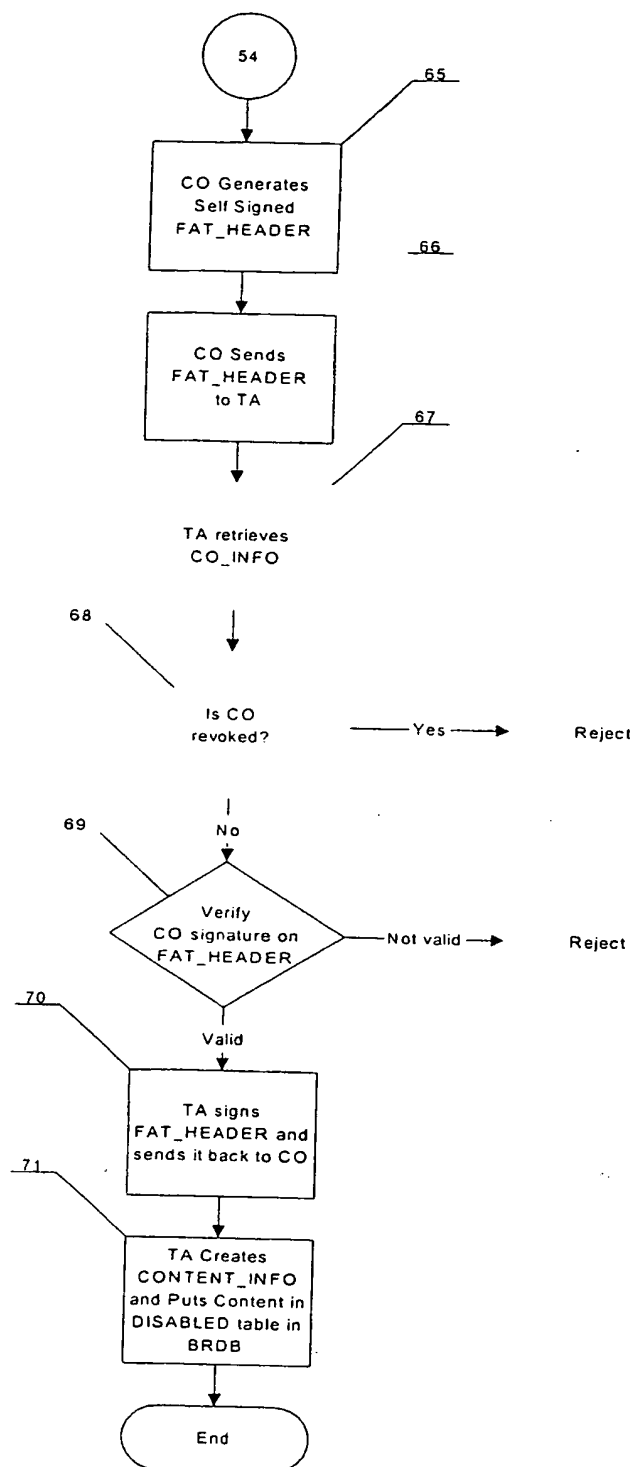 54
65
CO Generates
Self Signed
FAT_HEADER
66
CO Sends
FAT_HEADER
to TA
67
TA retrieves
CO_INFO
68
Is CO
revoked?
Yes
Reject
No
69
Verify
CO signature on
FAT_HEADER
Not valid
Reject
Valid
70
TA signs
FAT_HEADER and
sends it back to CO
71
TA Creates
CONTENT_INFO
and Puts Content in
DISABLED table in
BRDB
End